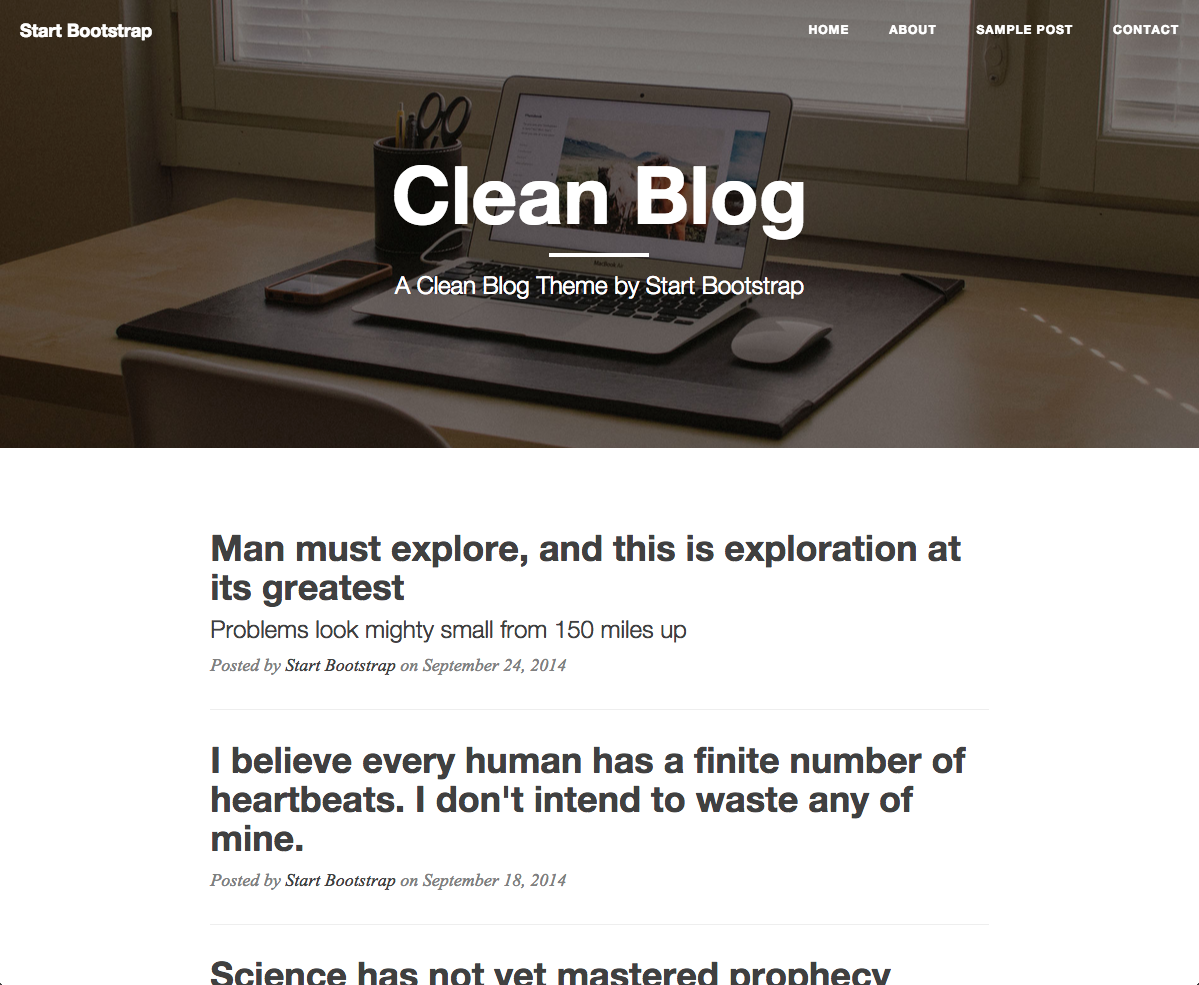 Start Bootstrap
HOME ABOUT SAMPLE POST CONTACT
Clean Blog
A Clean Blog Theme by Start Bootstrap
Man must explore, and this is exploration at
its greatest
Problems look mighty small from 150 miles up
Posted by Start Bootstrap on September 24, 2014
I believe every human has a finite number of
heartbeats. I don't intend to waste any of
mine.
Posted by Start Bootstrap on September 18, 2014
Science has not yet mastered prophecy